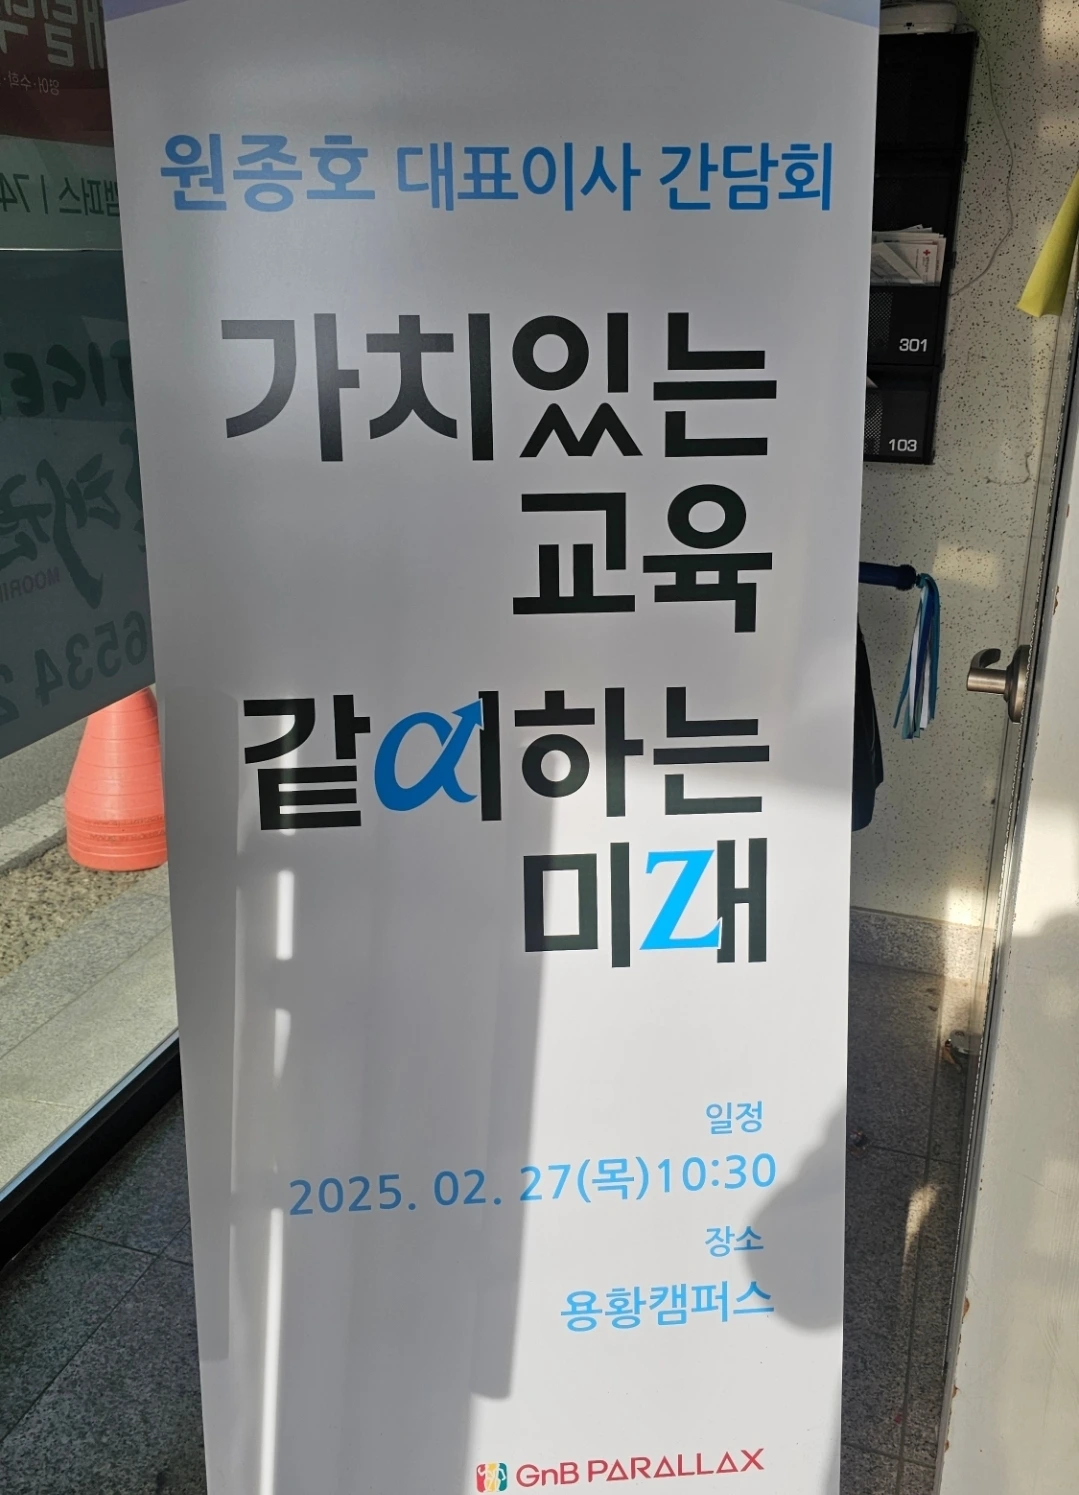 원종호 대표이사 간담회
가치있는
교육
같α이하는
미Z래
일정
2025. 02. 27(목)10:30
장소
용황캠퍼스
GnB PARALLAX
301
103